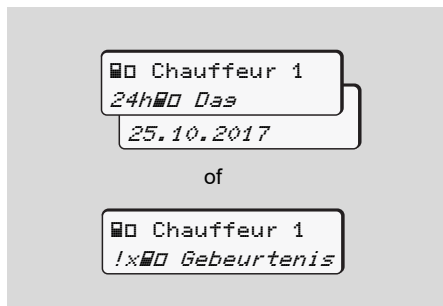 Chauffeur 1
24h Dag
25.10.2017
of
Chauffeur 1
!x Gebeurtenis